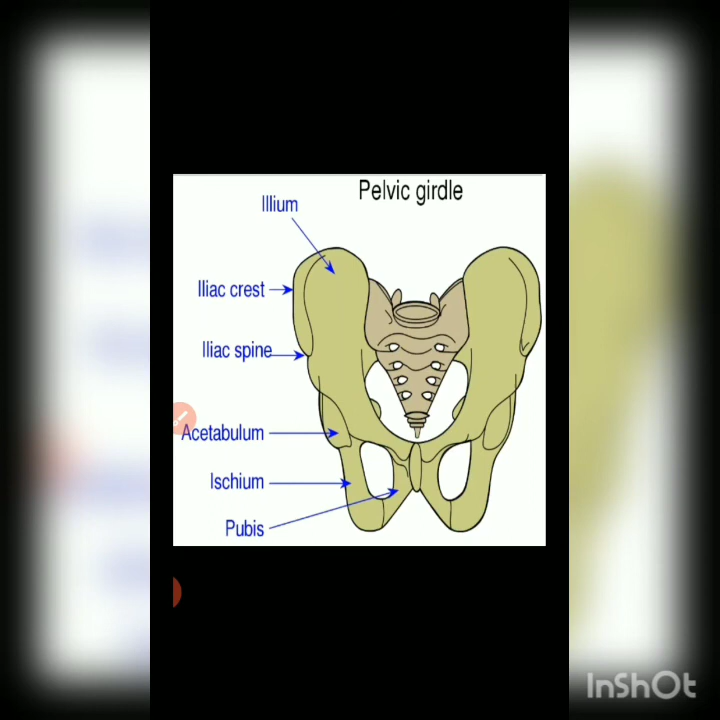 Pelvic girdle
Illium
Iliac crest
Iliac spine
Acetabulum
Ischium
Pubis
InShOt